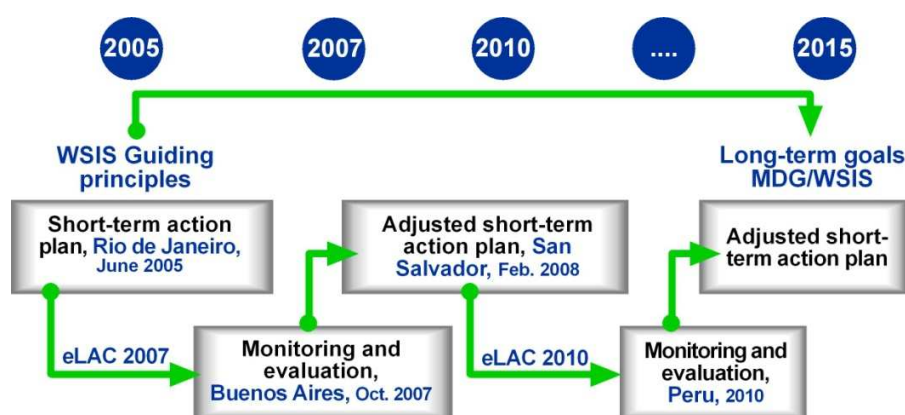 2005
2007
2010
....
2015
WSIS Guiding
principles
Long-term goals
MDG/WSIS
Short-term action
plan, Rio de Janeiro,
June 2005
Adjusted short-term
action plan, San
Salvador, Feb. 2008
Adjusted short-
term action plan
eLAC 2007
Monitoring and
evaluation,
Buenos Aires, Oct. 2007
eLAC 2010
Monitoring and
evaluation,
Peru, 2010